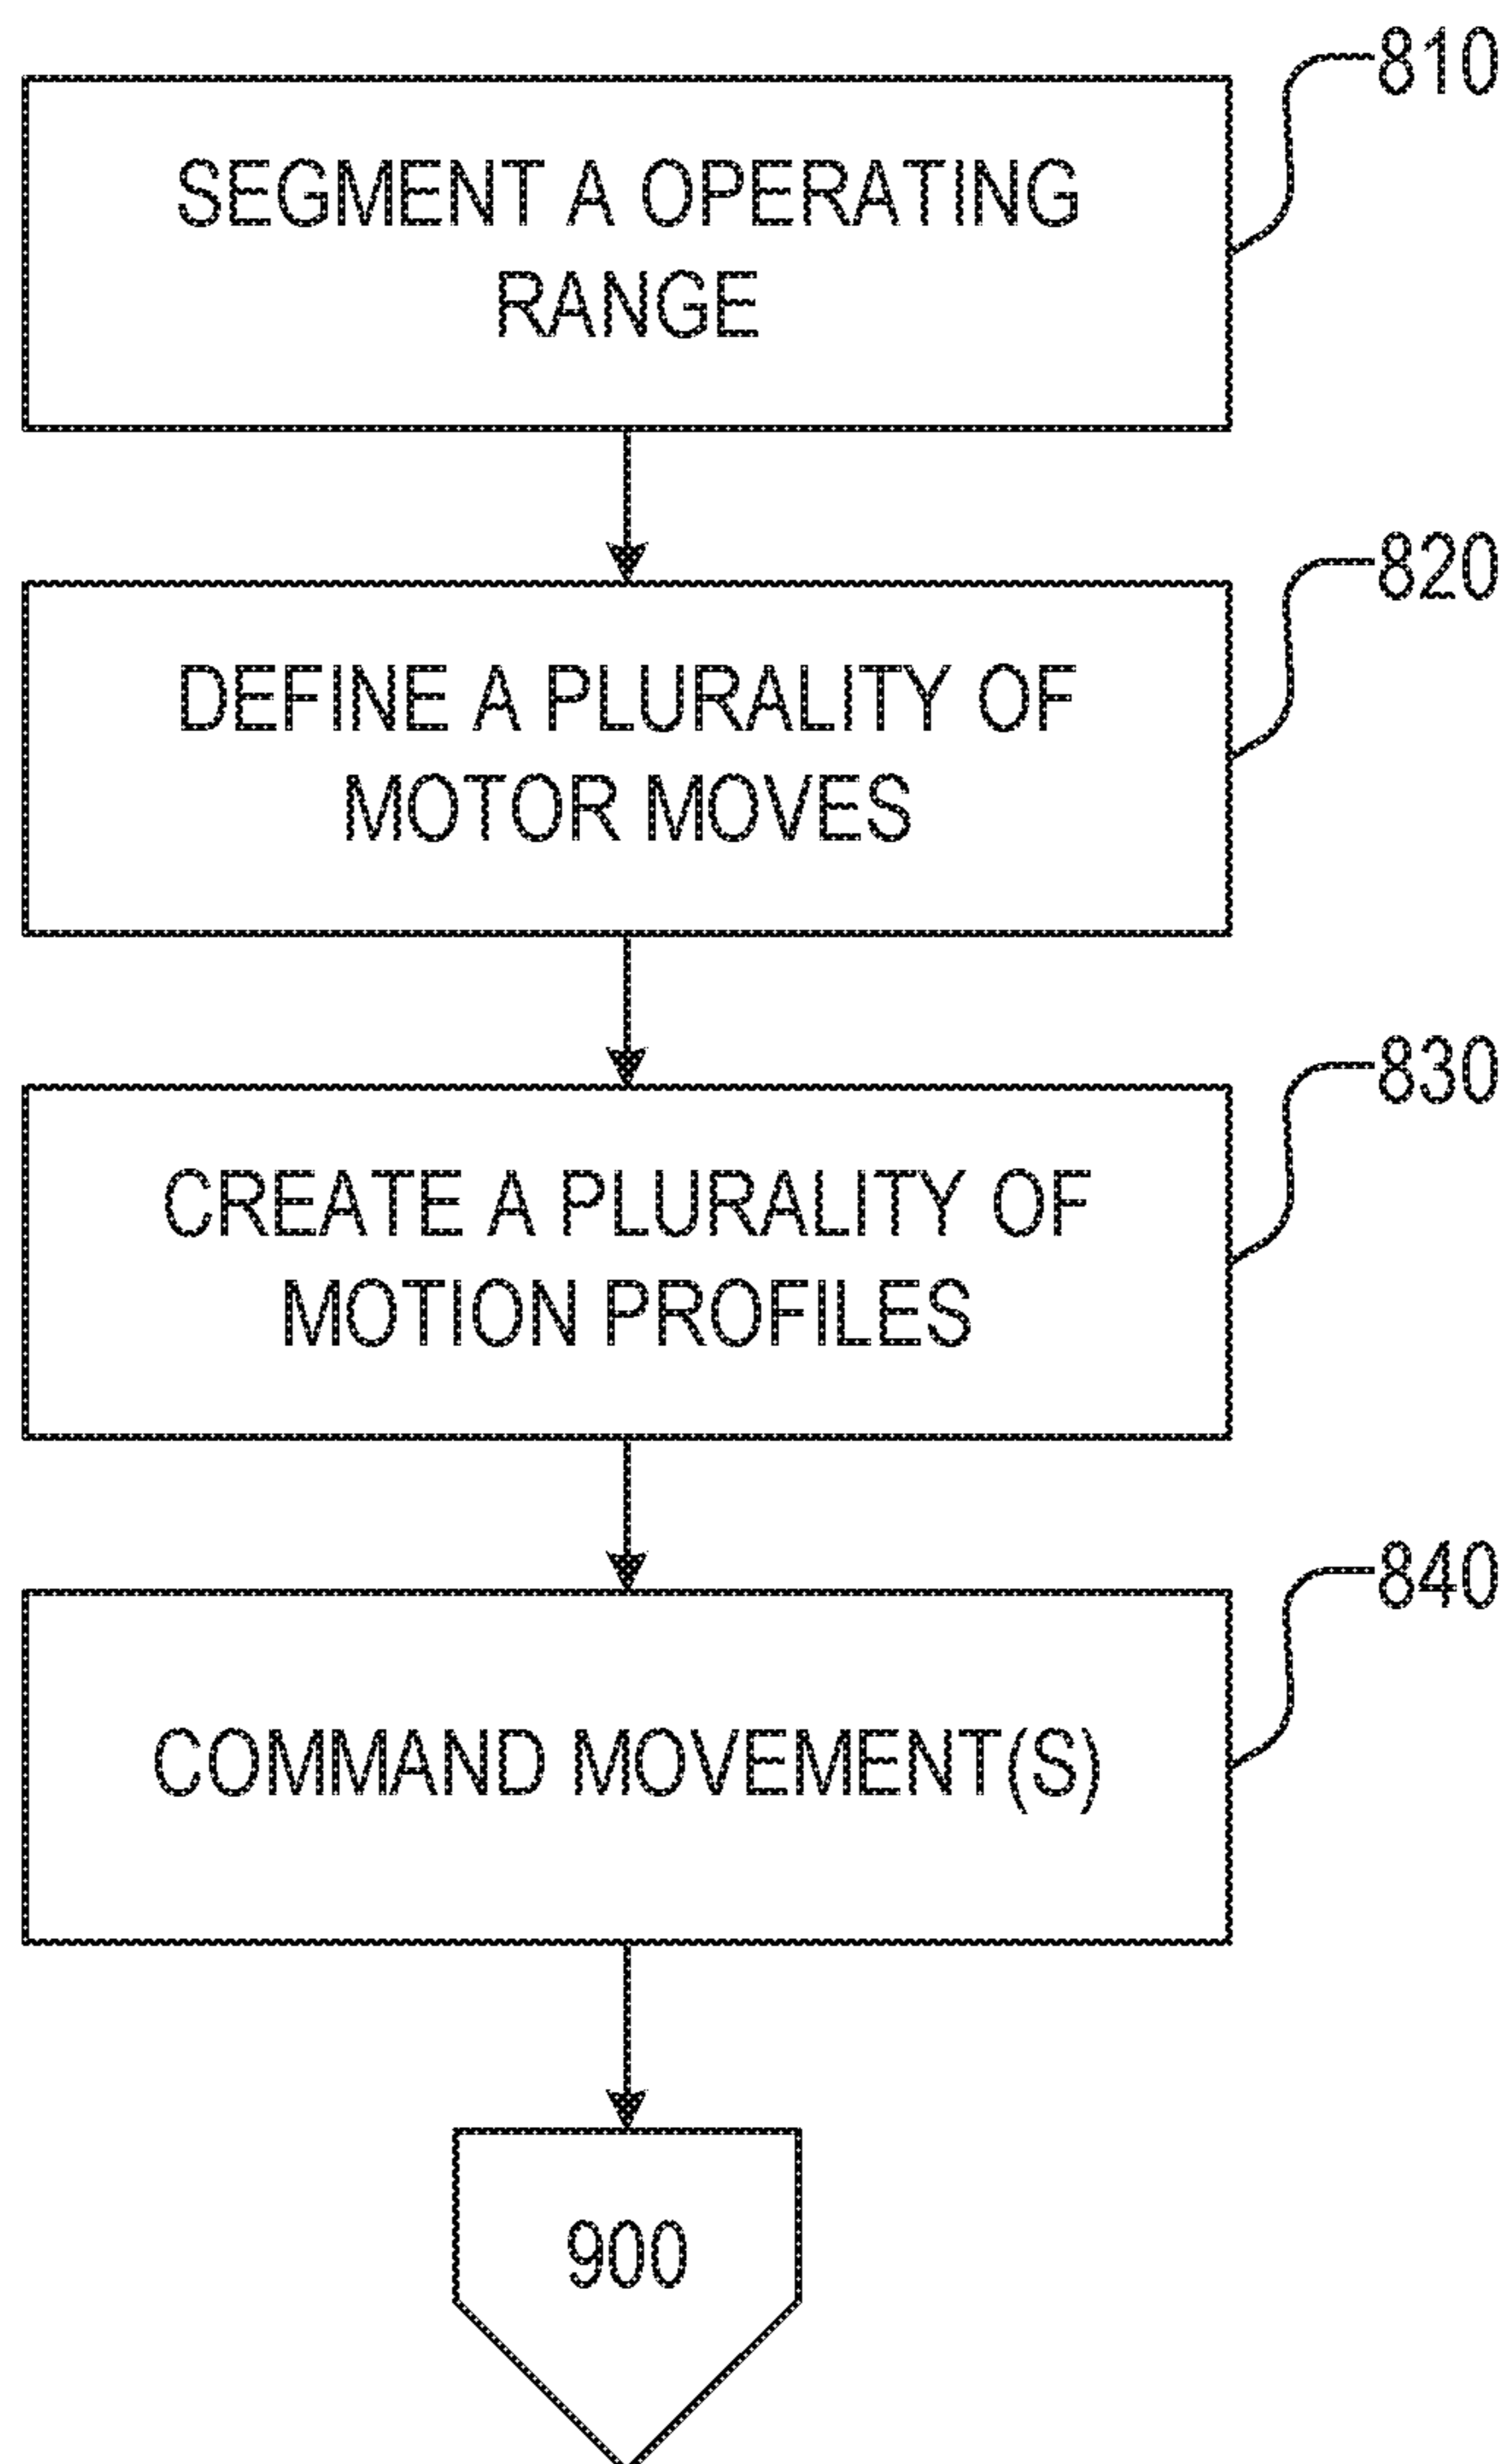 810
SEGMENT A OPERATING
RANGE
820
DEFINE A PLURALITY OF
MOTOR MOVES
830
CREATE A PLURALITY OF
MOTION PROFILES
840
COMMAND MOVEMENT(S)
900